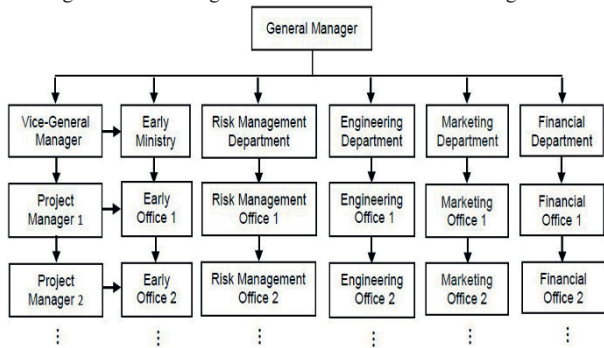 General Manager
Vice-General
Manager
Early
Ministry
Risk Management
Department
Engineering
Department
Marketing
Department
Financial
Department
Project
Manager 1
Early
Office 1
Risk Management
Office 1
Engineering
Office 1
Marketing
Office 1
Financial
Office 1
Project
Manager 2
Early
Office 2
Risk Management
Office 2
Engineering
Office 2
Marketing
Office 2
Financial
Office 2